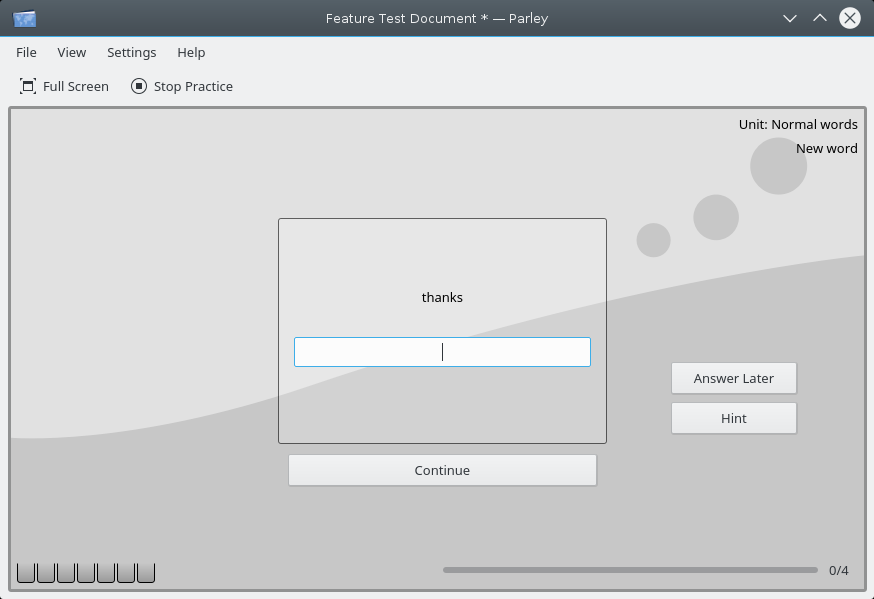 Feature Test Document * — Parley
File View Settings Help
Full Screen Stop Practice
Unit: Normal words
New word
thanks
Answer Later
Hint
Continue
0/4